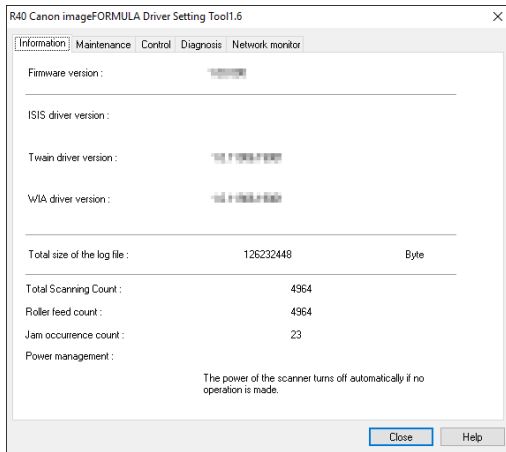 R40 Canon imageFORMULA Driver Setting Tool1.6
Information Maintenance Control Diagnosis Network monitor
Firmware version :
ISIS driver version :
Twain driver version :
WIA driver version :
Total size of the log file : 126232448 Byte
Total Scanning Count : 4964
Roller feed count : 4964
Jam occurrence count : 23
Power management :
The power of the scanner turns off automatically if no
operation is made.
Close Help